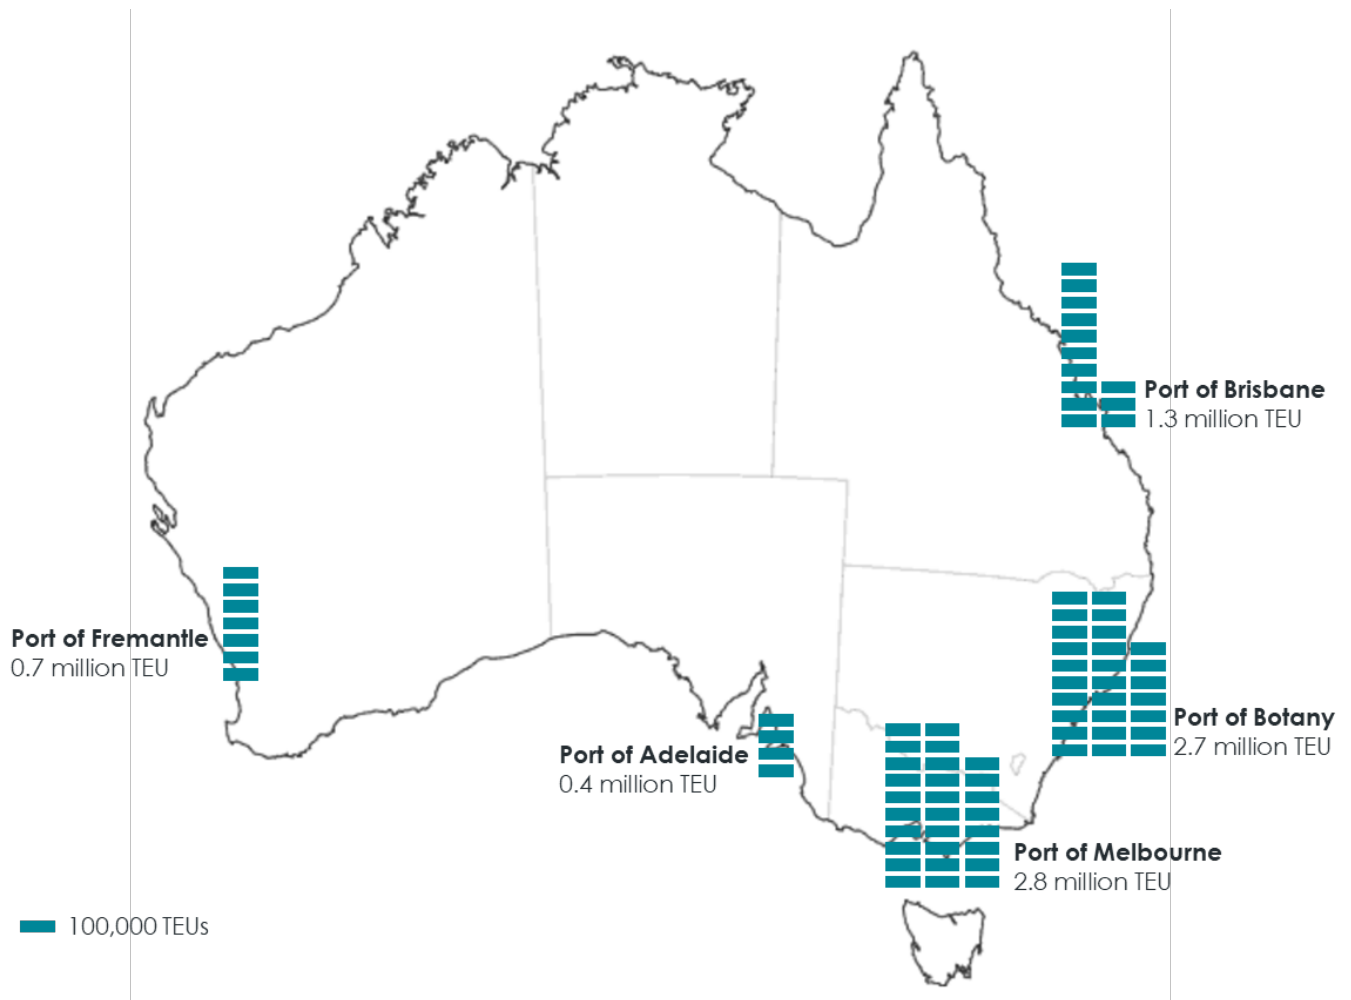 Port of Brisbane
1.3 million TEU
Port of Fremantle
0.7 million TEU
Port of Botany
2.7 million TEU
Port of Adelaide
0.4 million TEU
Port of Melbourne
2.8 million TEU
100,000 TEUs